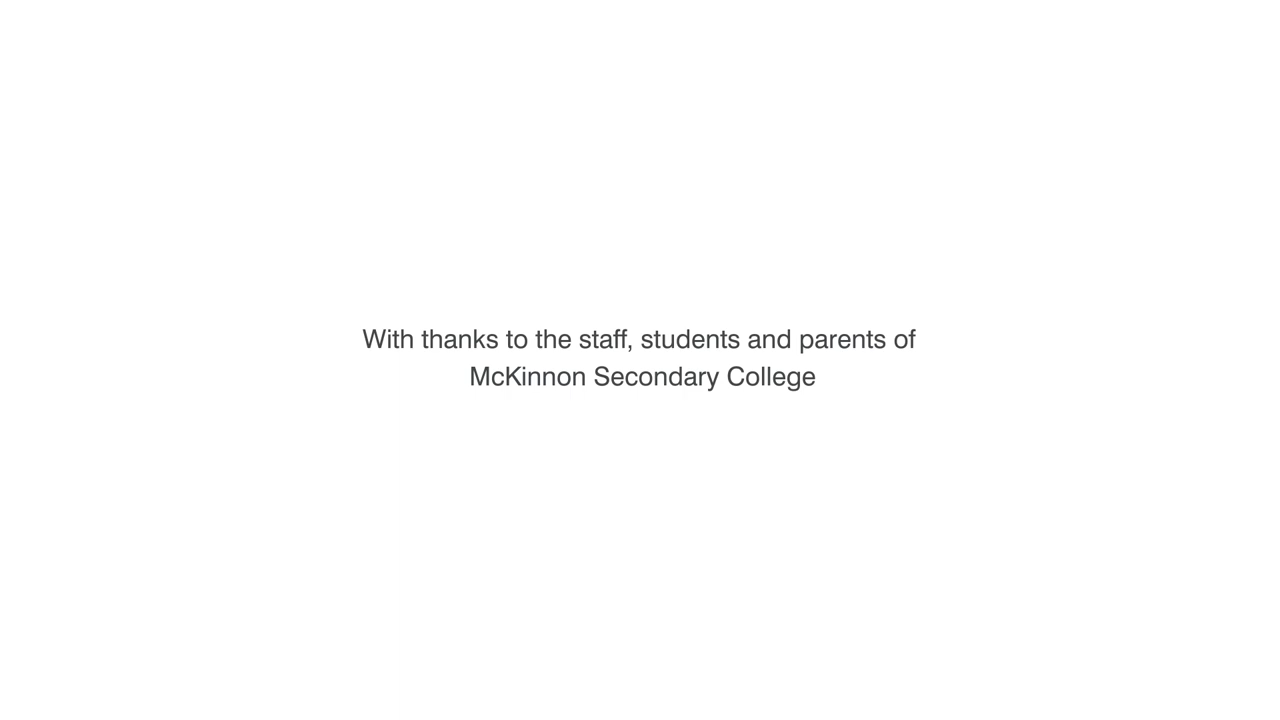 With thanks to the staff, students and parents of
McKinnon Secondary College